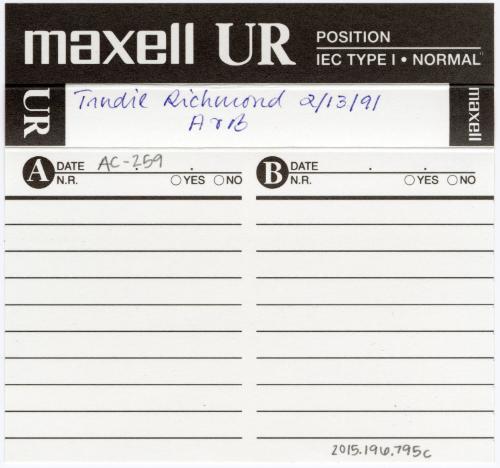 maxell UR POSITION
IEC TYPE I • NORMAL
UR Trudie Richmond 2/13/91 maxell
A + B
A DATE AC-259 . .
N.R. YES NO
B DATE . .
N.R. YES NO
2015.196.795c